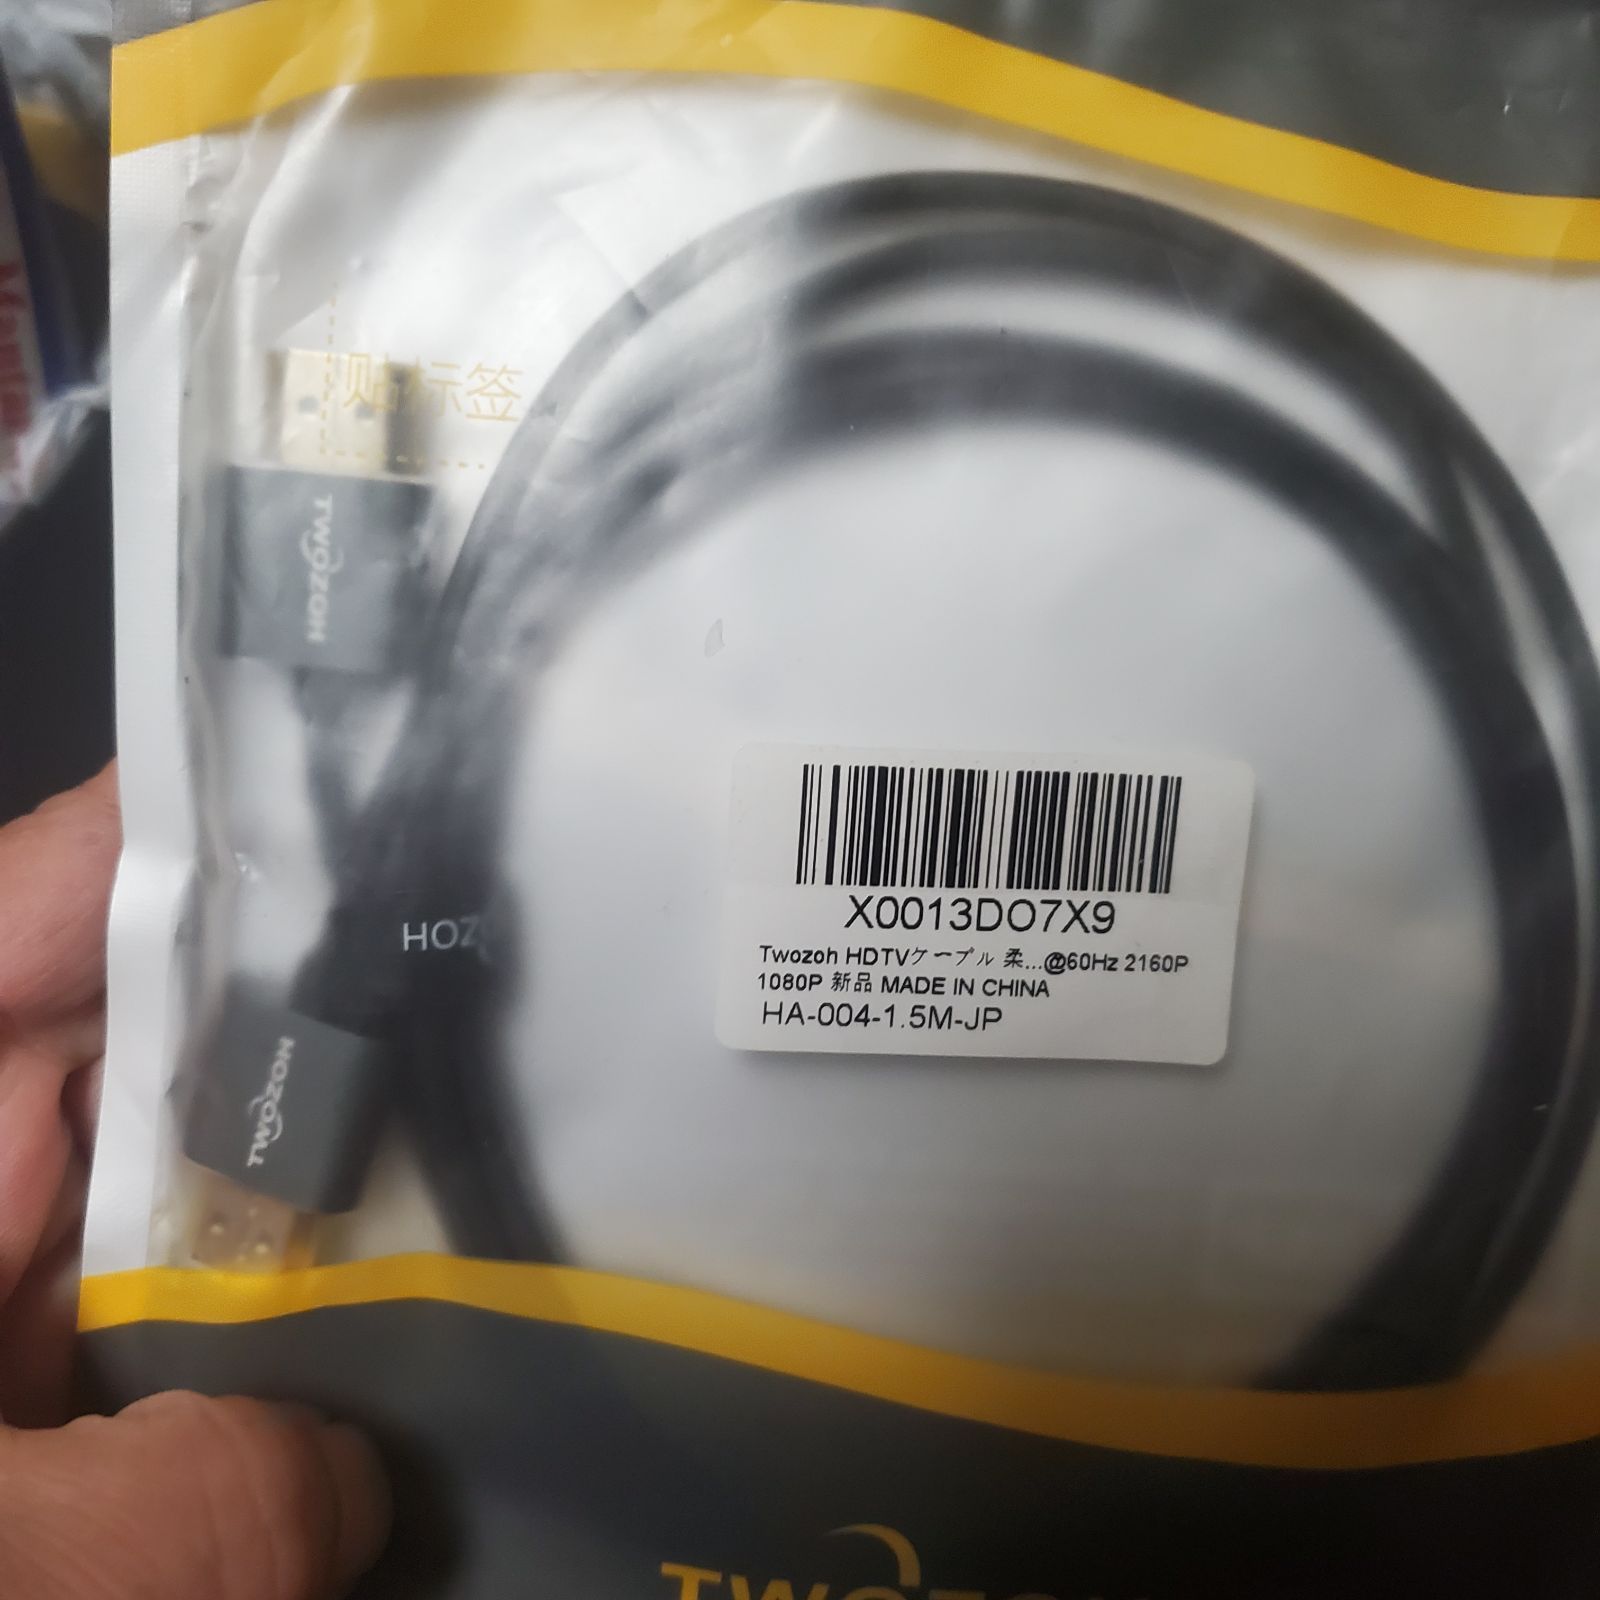 贴标签
TWOZOH
HOZ
TWOZOH
X0013DO7X9
Twozoh HDTVケーブル 柔...@60Hz 2160P
1080P 新品 MADE IN CHINA
HA-004-1.5M-JP
TWOZO